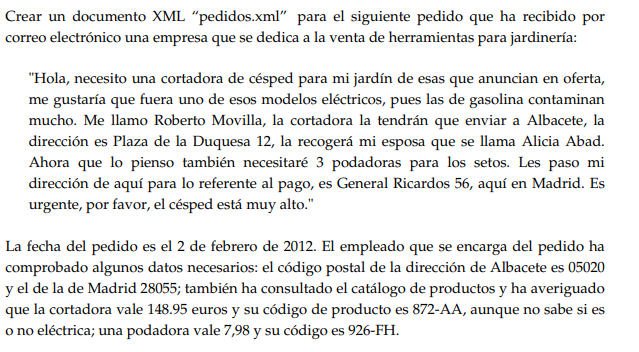 Crear un documento XML “pedidos.xml” para el siguiente pedido que ha recibido por
correo electrónico una empresa que se dedica a la venta de herramientas para jardinería:
"Hola, necesito una cortadora de césped para mi jardín de esas que anuncian en oferta,
me gustaría que fuera uno de esos modelos eléctricos, pues las de gasolina contaminan
mucho. Me llamo Roberto Movilla, la cortadora la tendrán que enviar a Albacete, la
dirección es Plaza de la Duquesa 12, la recogerá mi esposa que se llama Alicia Abad.
Ahora que lo pienso también necesitaré 3 podadoras para los setos. Les paso mi
dirección de aquí para lo referente al pago, es General Ricardos 56, aquí en Madrid. Es
urgente, por favor, el césped está muy alto."
La fecha del pedido es el 2 de febrero de 2012. El empleado que se encarga del pedido ha
comprobado algunos datos necesarios: el código postal de la dirección de Albacete es 05020
y el de la de Madrid 28055; también ha consultado el catálogo de productos y ha averiguado
que la cortadora vale 148.95 euros y su código de producto es 872-AA, aunque no sabe si es
o no eléctrica; una podadora vale 7,98 y su código es 926-FH.